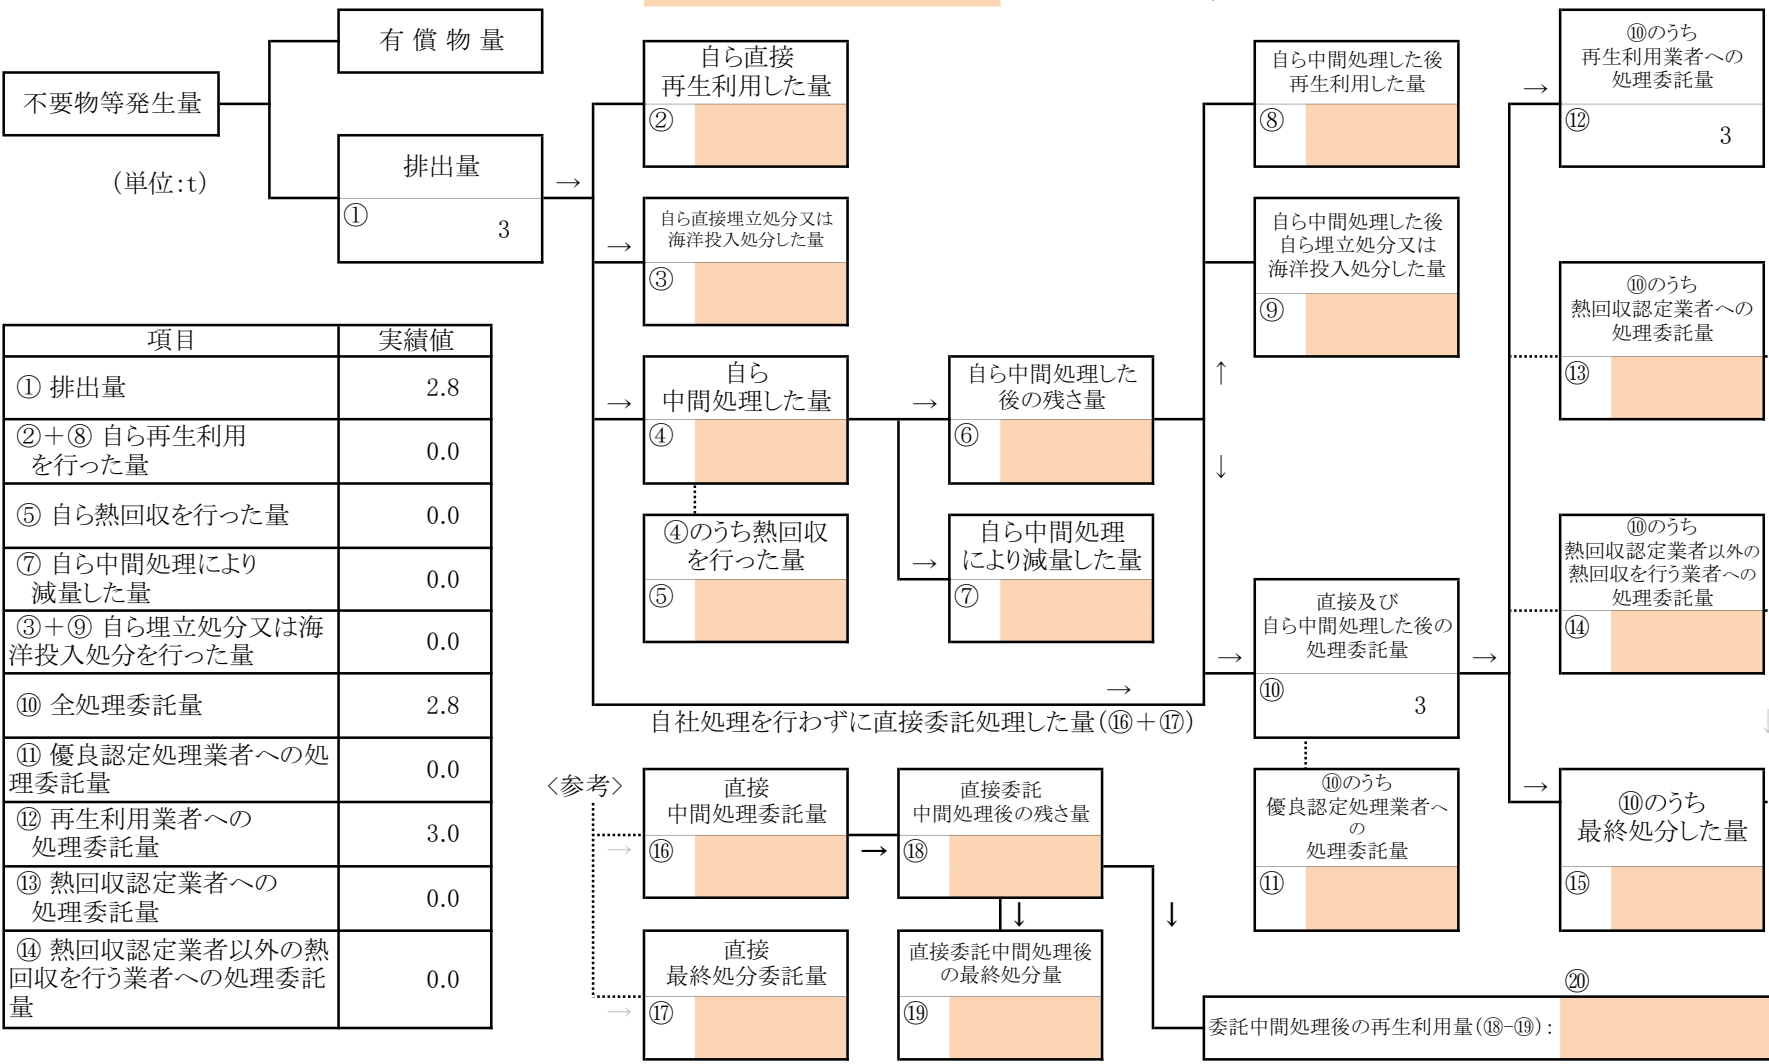 有 償 物 量
不要物等発生量
(単位:t)
排出量
①
3
→
自ら直接
再生利用した量
②
→
自ら直接埋立処分又は
海洋投入処分した量
③
→
自ら
中間処理した量
④
④のうち熱回収
を行った量
⑤
→
自ら中間処理した
後の残さ量
⑥
→
自ら中間処理
により減量した量
⑦
自ら中間処理した後
再生利用した量
⑧
自ら中間処理した後
自ら埋立処分又は
海洋投入処分した量
⑨
↑
↓
→
自社処理を行わずに直接委託処理した量(⑯+⑰)
→
直接及び
自ら中間処理した後の
処理委託量
⑩
3
→
⑩のうち
優良認定処理業者へ
の
処理委託量
⑪
→
⑩のうち
再生利用業者への
処理委託量
⑫
3
⑩のうち
熱回収認定業者への
処理委託量
⑬
⑩のうち
熱回収認定業者以外の
熱回収を行う業者への
処理委託量
⑭
↓
→
⑩のうち
最終処分した量
⑮
項目 実績値
① 排出量 2.8
②+⑧ 自ら再生利用
を行った量 0.0
⑤ 自ら熱回収を行った量 0.0
⑦ 自ら中間処理により
減量した量 0.0
③+⑨ 自ら埋立処分又は海
洋投入処分を行った量 0.0
⑩ 全処理委託量 2.8
⑪ 優良認定処理業者への処
理委託量 0.0
⑫ 再生利用業者への
処理委託量 3.0
⑬ 熱回収認定業者への
処理委託量 0.0
⑭ 熱回収認定業者以外の熱
回収を行う業者への処理委託
量 0.0
〈参考〉
→
直接
中間処理委託量
⑯
→
直接委託
中間処理後の残さ量
⑱
↓
↓
→
直接
最終処分委託量
⑰
直接委託中間処理後
の最終処分量
⑲
⑳
委託中間処理後の再生利用量(⑱-⑲):